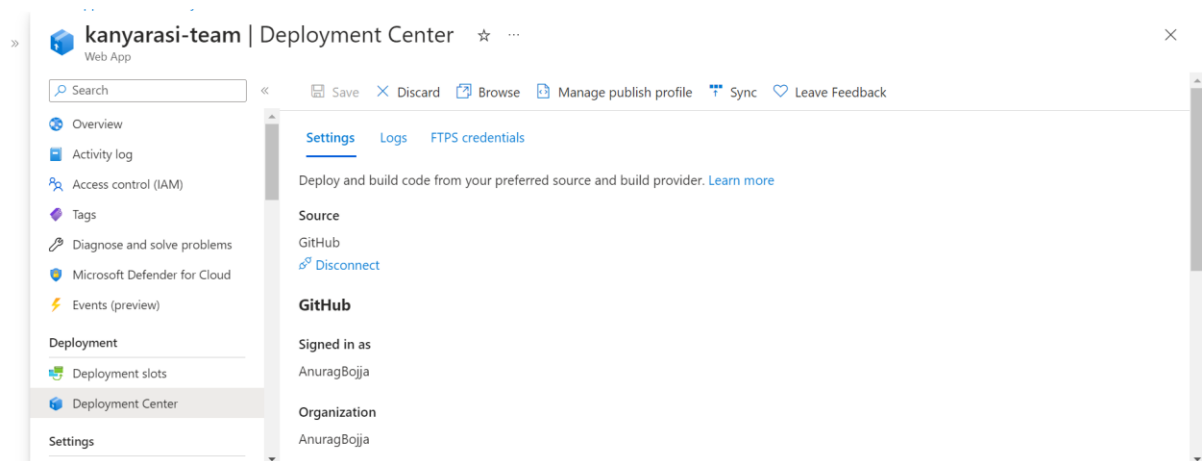 kanyarasi-team | Deployment Center
Web App
Search
Save Discard Browse Manage publish profile Sync Leave Feedback
Overview
Activity log
Access control (IAM)
Tags
Diagnose and solve problems
Microsoft Defender for Cloud
Events (preview)
Deployment
Deployment slots
Deployment Center
Settings
Settings Logs FTPS credentials
Deploy and build code from your preferred source and build provider. Learn more
Source
GitHub
Disconnect
GitHub
Signed in as
AnuragBojja
Organization
AnuragBojja